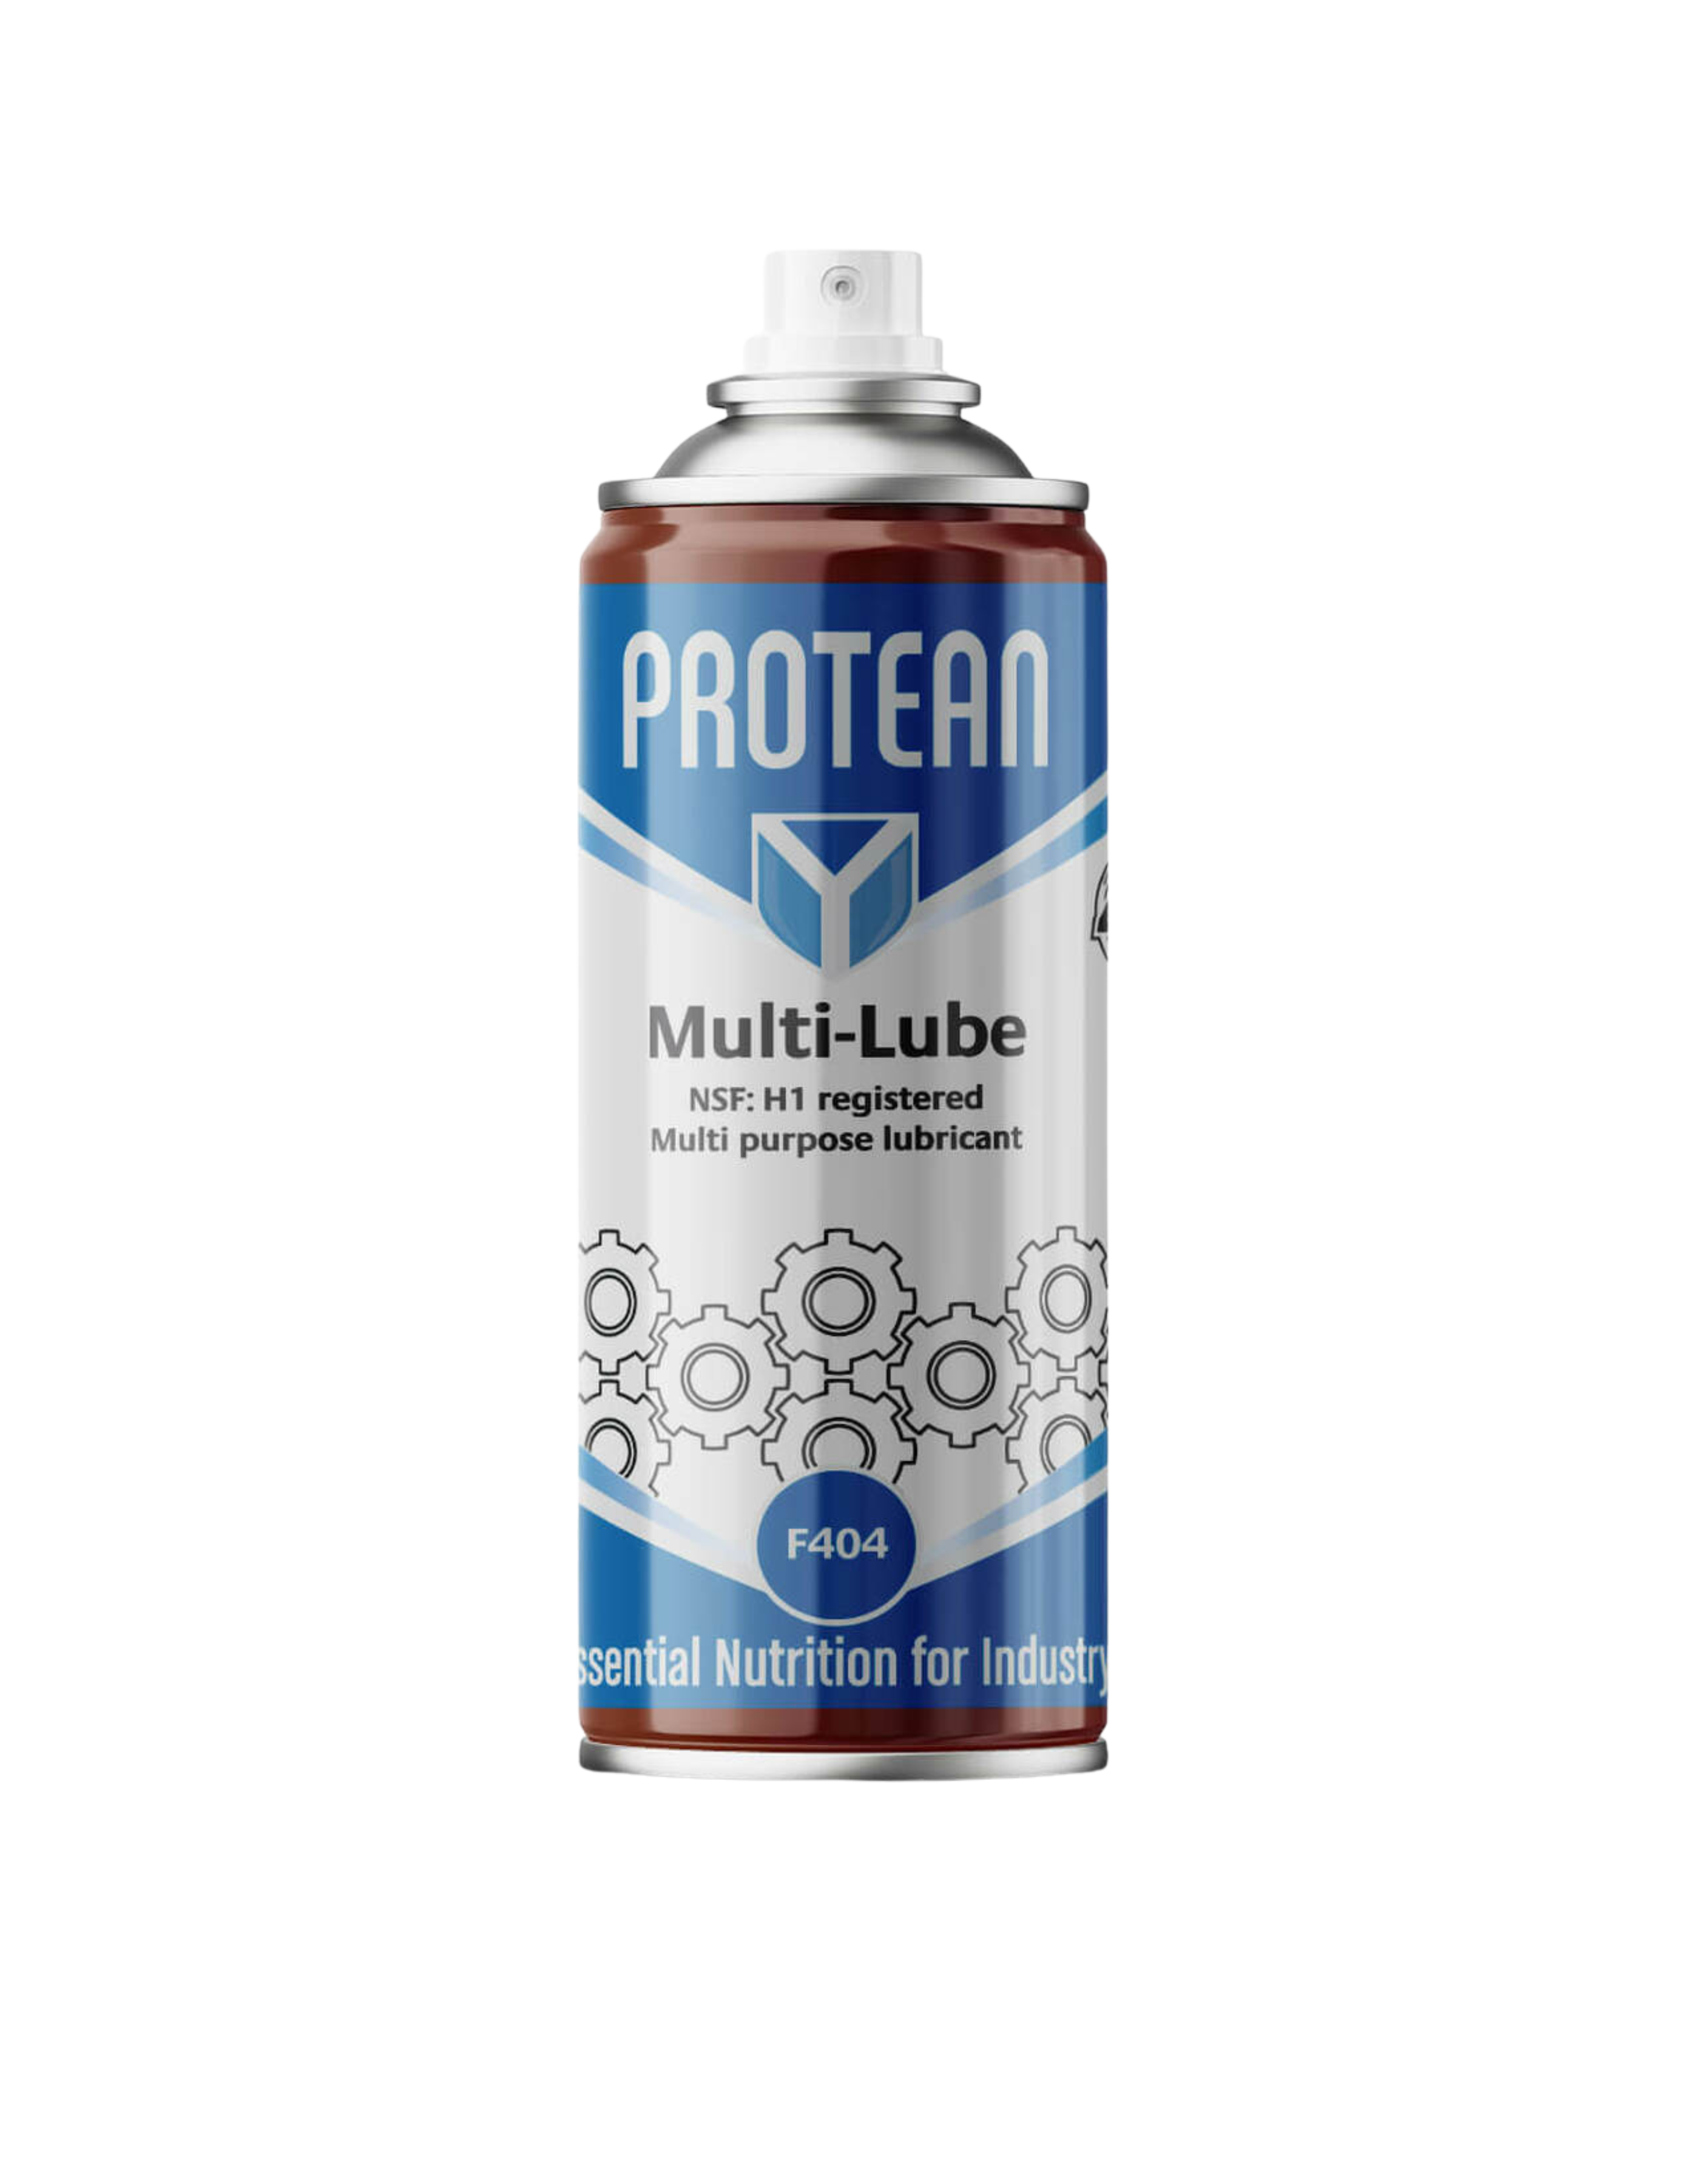 PROTEAN
Multi-Lube
NSF: H1 registered
Multi purpose lubricant
F404
ssential Nutrition for Industry